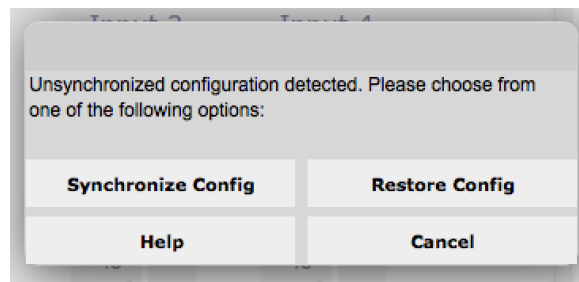 Unsynchronized configuration detected. Please choose from
one of the following options:
Synchronize Config
Restore Config
Help
Cancel